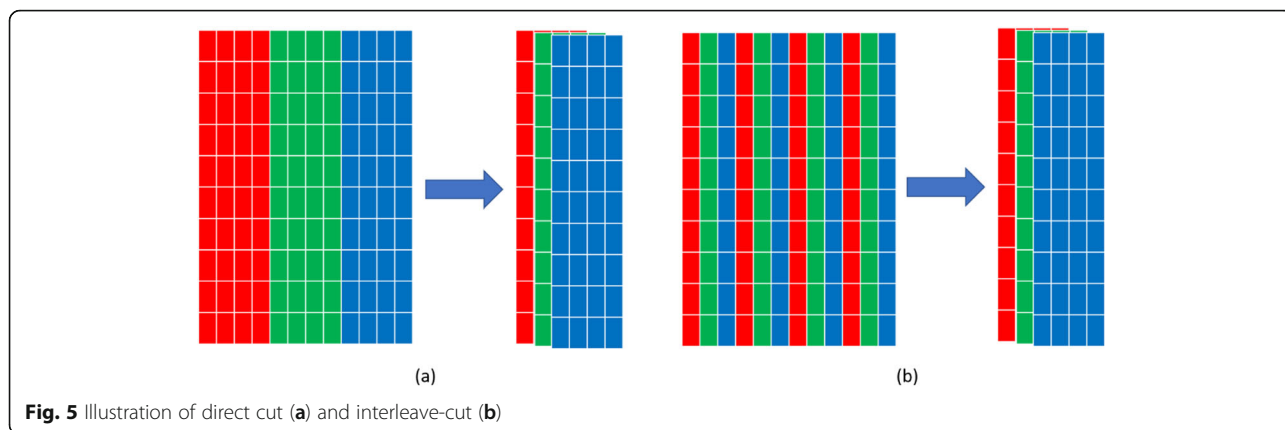 (a)
(b)
Fig. 5 Illustration of direct cut (a) and interleave-cut (b)